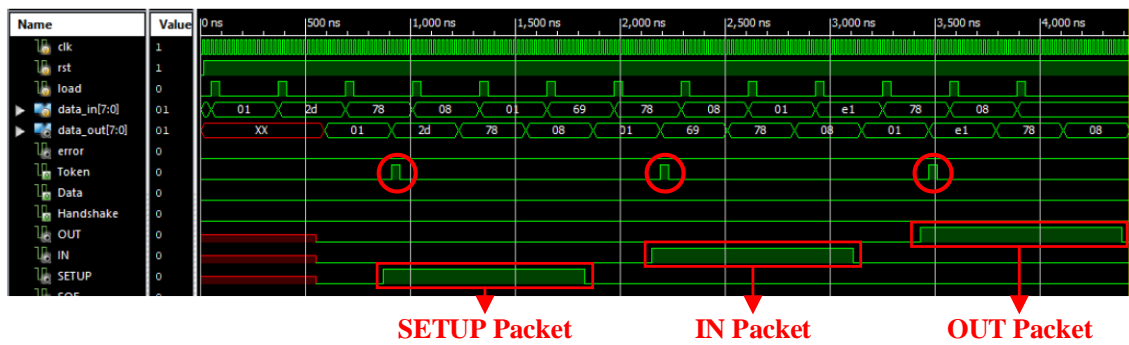 Name Value 0 ns 500 ns 1,000 ns 1,500 ns 2,000 ns 2,500 ns 3,000 ns 3,500 ns 4,000 ns
clk 1
rst 1
load 0
data_in[7:0] 01 01 2d 78 08 01 69 78 08 01 e1 78 08
data_out[7:0] 01 XX 01 2d 78 08 01 69 78 08 01 e1 78 08
error 0
Token 0
Data 0
Handshake 0
OUT 0
IN 0
SETUP 0
SETUP Packet IN Packet OUT Packet